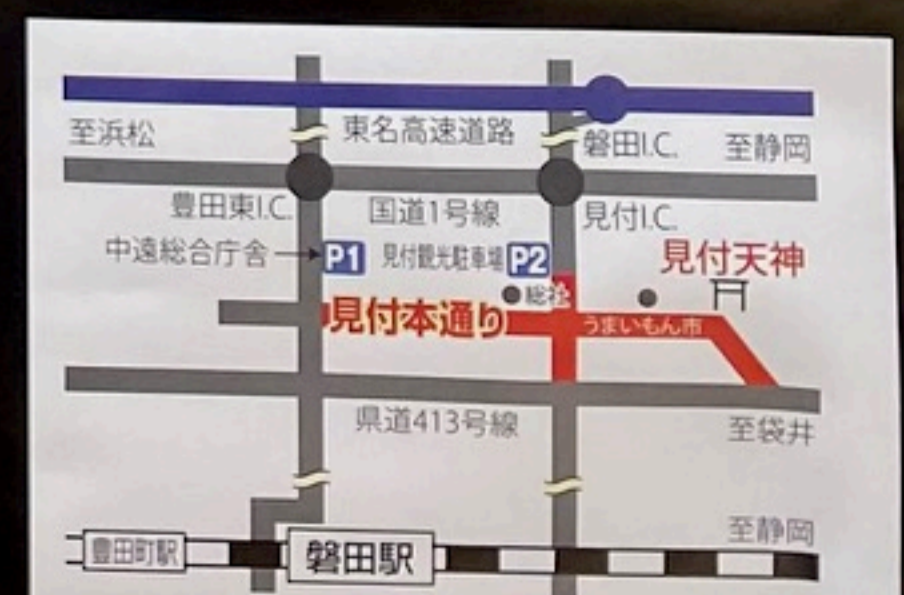 至浜松
東名高速道路
磐田I.C.
至静岡
豊田東I.C.
国道1号線
見付I.C.
中遠総合庁舎
P1
見付観光駐車場
P2
見付天神
総社
見付本通り
うまいもん市
県道413号線
至袋井
至静岡
豊田町駅
磐田駅